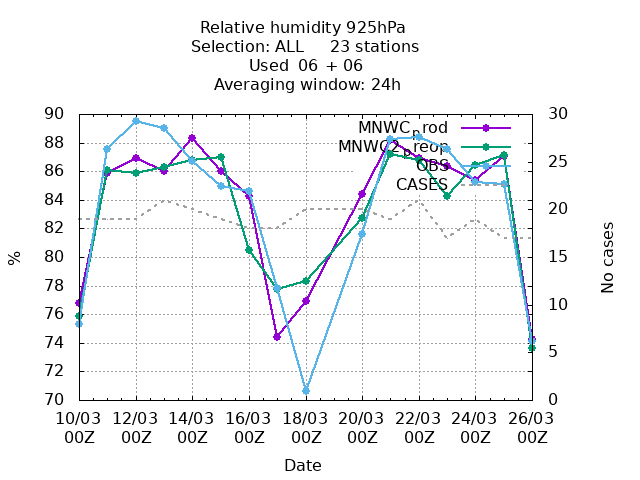 Relative humidity 925hPa
Selection: ALL 23 stations
Used 06 + 06
Averaging window: 24h
MNWC_prod
MNWC2_preop
OBS
CASES
90
88
86
84
82
80
78
76
74
72
70
30
25
20
15
10
5
0
%
No cases
10/03 12/03 14/03 16/03 18/03 20/03 22/03 24/03 26/03
00Z 00Z 00Z 00Z 00Z 00Z 00Z 00Z 00Z
Date